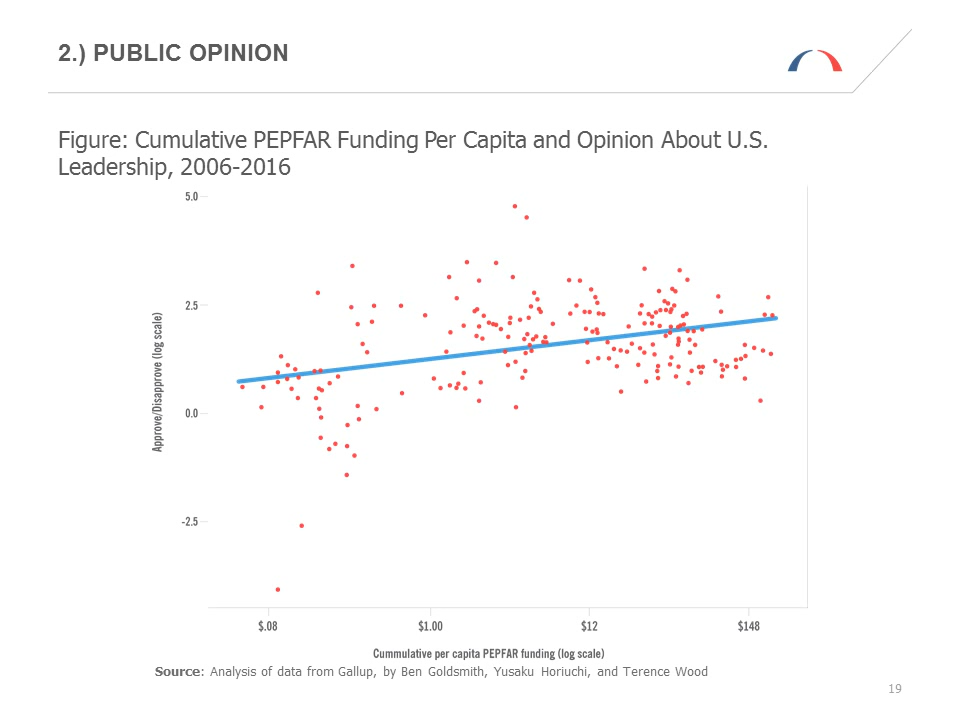 2.) PUBLIC OPINION
Figure: Cumulative PEPFAR Funding Per Capita and Opinion About U.S.
Leadership, 2006-2016
5.0
2.5
0.0
-2.5
Approve/Disapprove (log scale)
$.08
$1.00
$12
$148
Cummulative per capita PEPFAR funding (log scale)
Source: Analysis of data from Gallup, by Ben Goldsmith, Yusaku Horiuchi, and Terence Wood
19